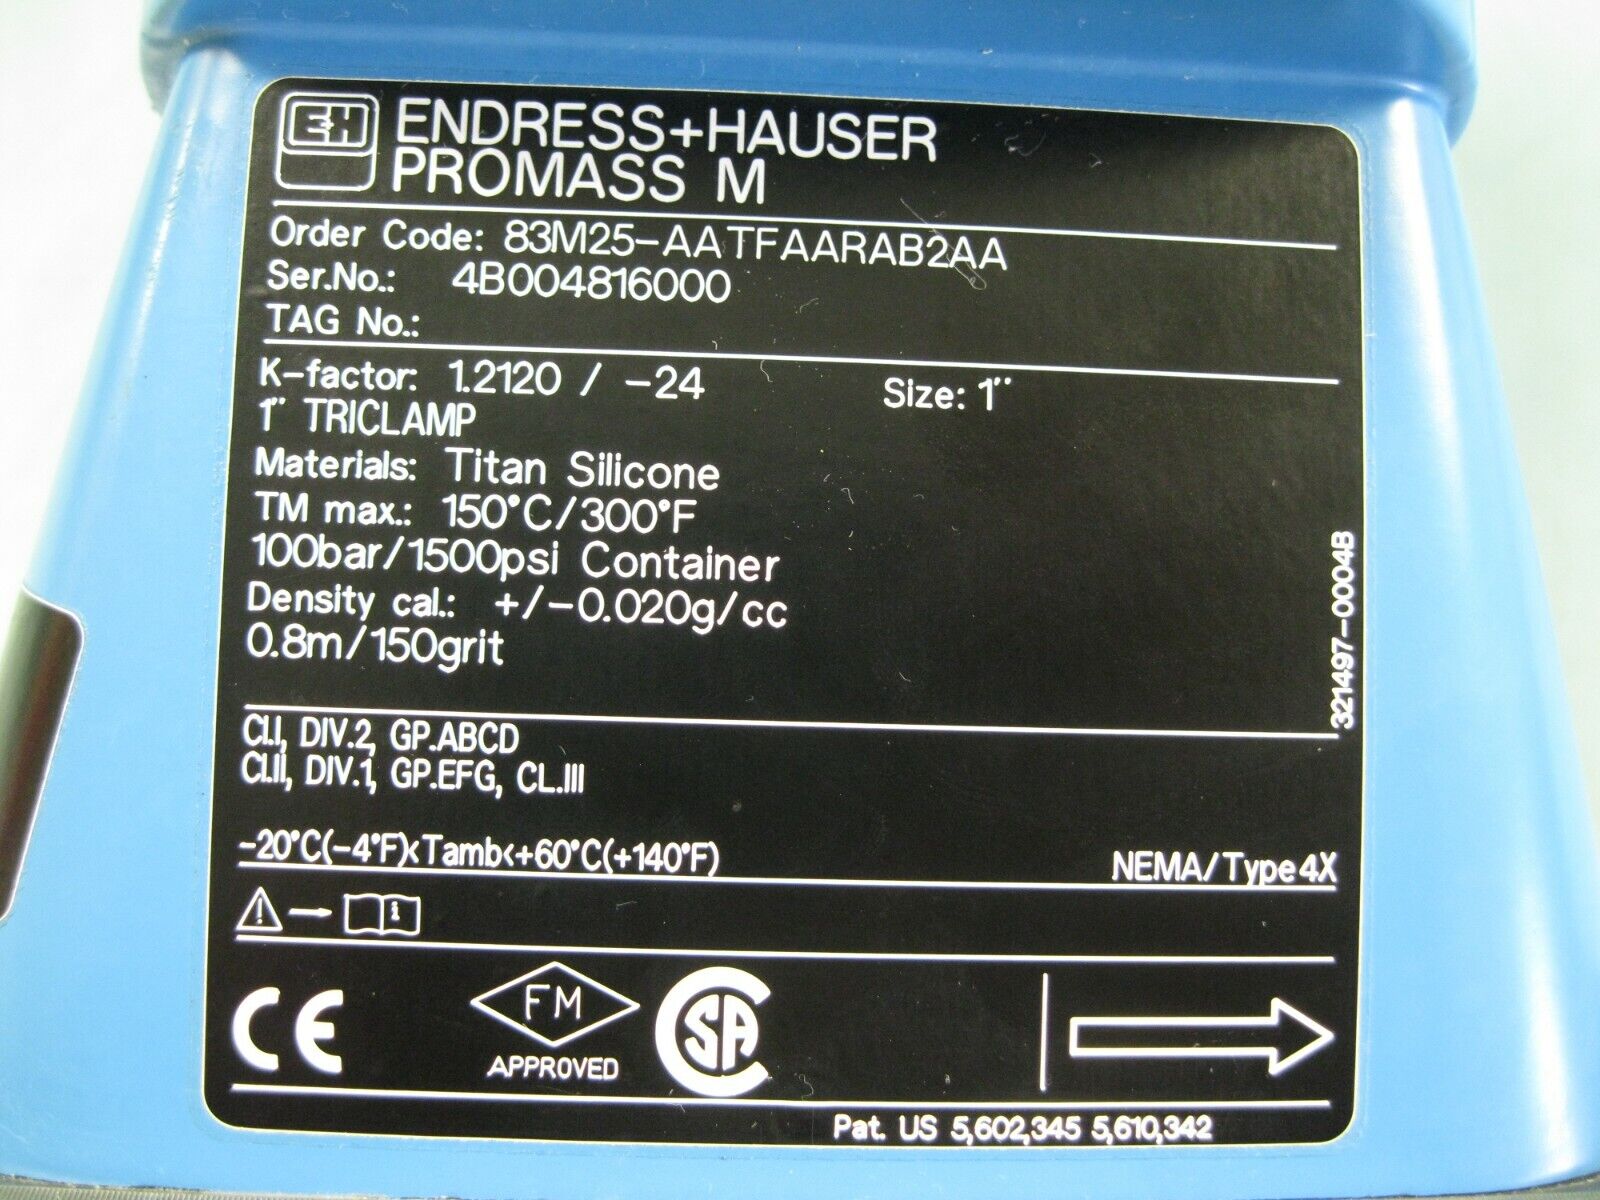 E+H ENDRESS+HAUSER
PROMASS M
Order Code: 83M25-AATFAARAB2AA
Ser.No.: 4B004816000
TAG No.:
K-factor: 1.2120 / -24 Size: 1"
1" TRICLAMP
Materials: Titan Silicone
TM max.: 150°C/300°F
100bar/1500psi Container
Density cal.: +/-0.020g/cc
0.8m/150grit
321497-0004B
Cl.I, DIV.2, GP.ABCD
Cl.II, DIV.1, GP.EFG, CL.III
-20°C(-4°F)<Tamb<+60°C(+140°F) NEMA/Type4X
i
CE FM APPROVED CSA
Pat. US 5,602,345 5,610,342